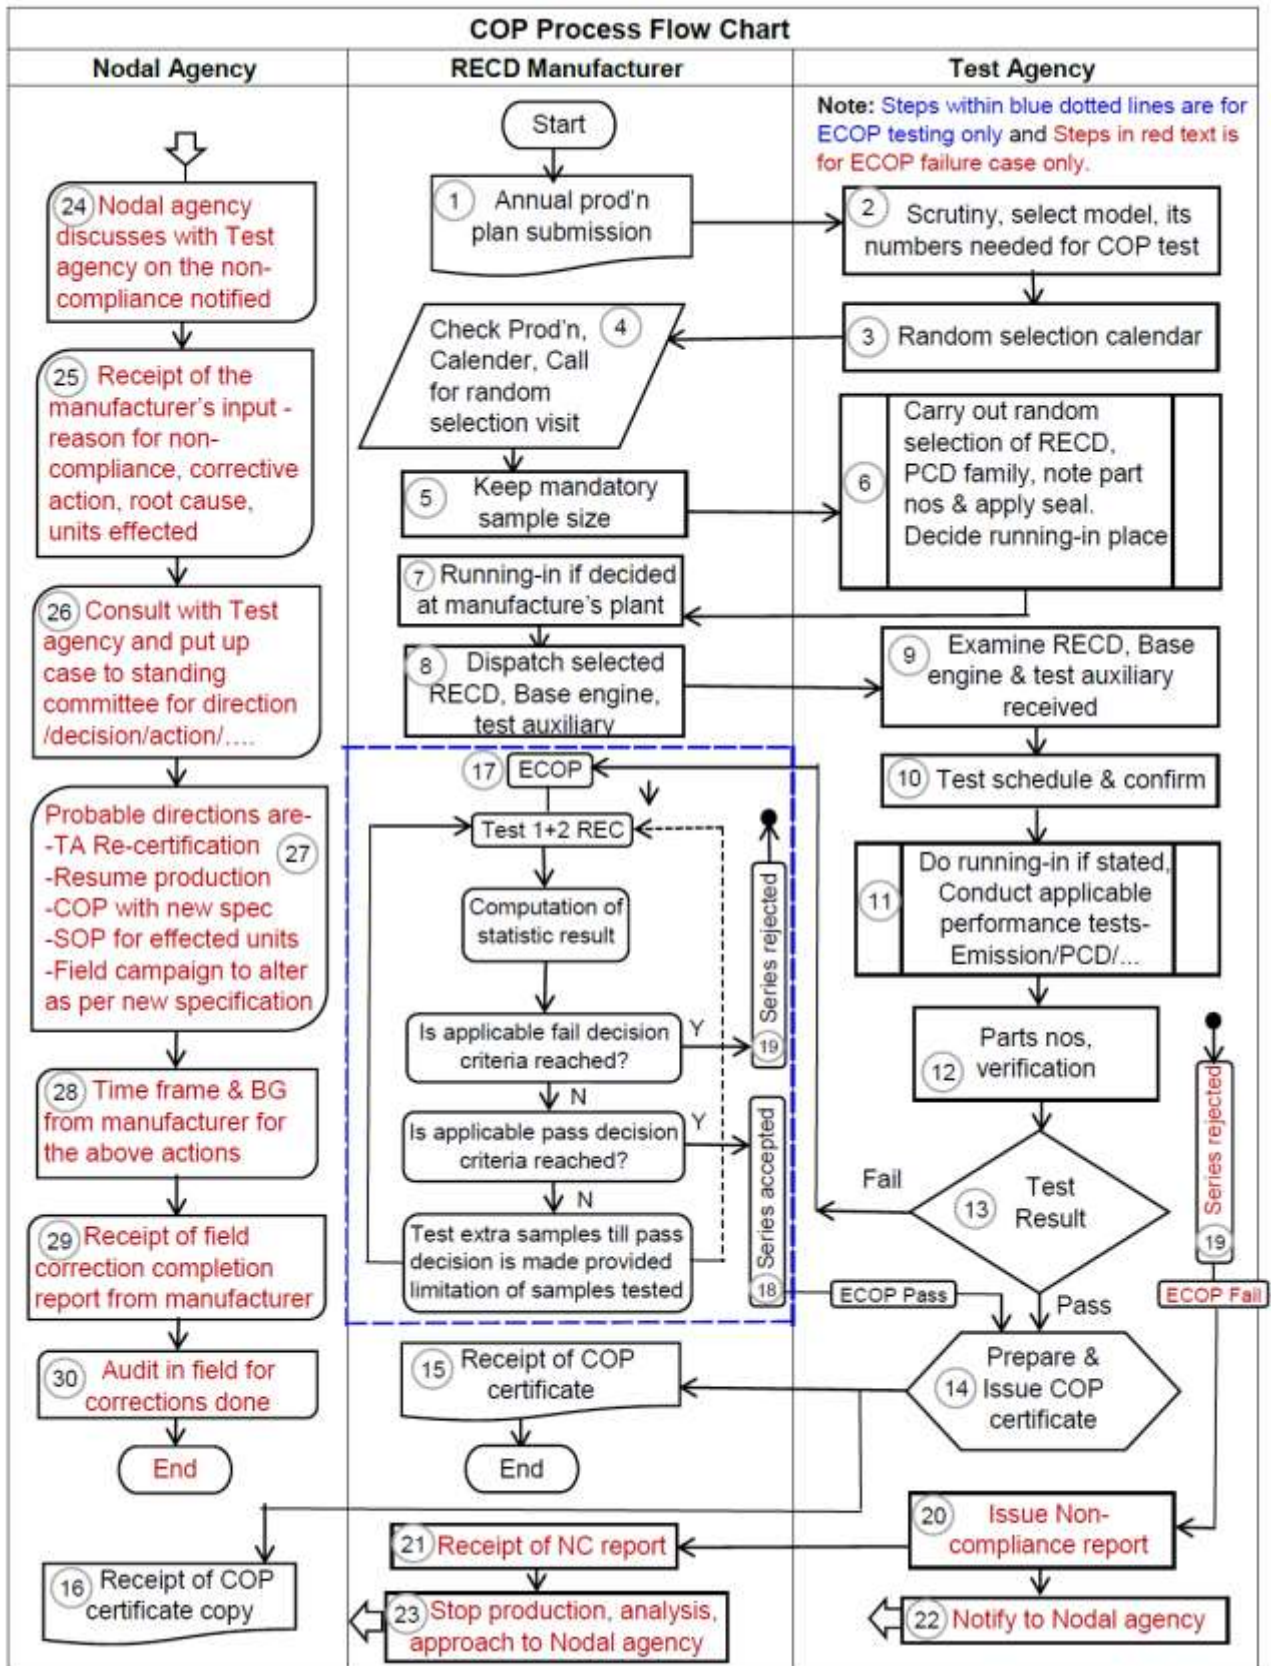 COP Process Flow Chart
Nodal Agency
RECD Manufacturer
Test Agency
Note: Steps within blue dotted lines are for
ECOP testing only and Steps in red text is
for ECOP failure case only.
Start
1 Annual prod'n
plan submission
2 Scrutiny, select model, its
numbers needed for COP test
3 Random selection calendar
Check Prod'n, 4
Calender, Call
for random
selection visit
5 Keep mandatory
sample size
Carry out random
selection of RECD,
6 PCD family, note part
nos & apply seal.
Decide running-in place
7 Running-in if decided
at manufacture's plant
8 Dispatch selected
RECD, Base engine,
test auxiliary
9 Examine RECD, Base
engine & test auxiliary
received
10 Test schedule & confirm
Do running-in if stated,
11 Conduct applicable
performance tests-
Emission/PCD/...
Parts nos,
12 verification
13 Test
Result
Fail
Pass
Prepare &
14 Issue COP
certificate
15 Receipt of COP
certificate
End
16 Receipt of COP
certificate copy
17 ECOP
Test 1+2 REC
Computation of
statistic result
Is applicable fail decision
criteria reached?
Y
N
Is applicable pass decision
criteria reached?
Y
N
Test extra samples till pass
decision is made provided
limitation of samples tested
19 Series rejected
18 Series accepted
ECOP Pass
19 Series rejected
ECOP Fail
20 Issue Non-
compliance report
21 Receipt of NC report
22 Notify to Nodal agency
23 Stop production, analysis,
approach to Nodal agency
24 Nodal agency
discusses with Test
agency on the non-
compliance notified
25 Receipt of the
manufacturer's input -
reason for non-
compliance, corrective
action, root cause,
units effected
26 Consult with Test
agency and put up
case to standing
committee for direction
/decision/action/....
Probable directions are-
-TA Re-certification 27
-Resume production
-COP with new spec
-SOP for effected units
-Field campaign to alter
as per new specification
28 Time frame & BG
from manufacturer for
the above actions
29 Receipt of field
correction completion
report from manufacturer
30 Audit in field for
corrections done
End